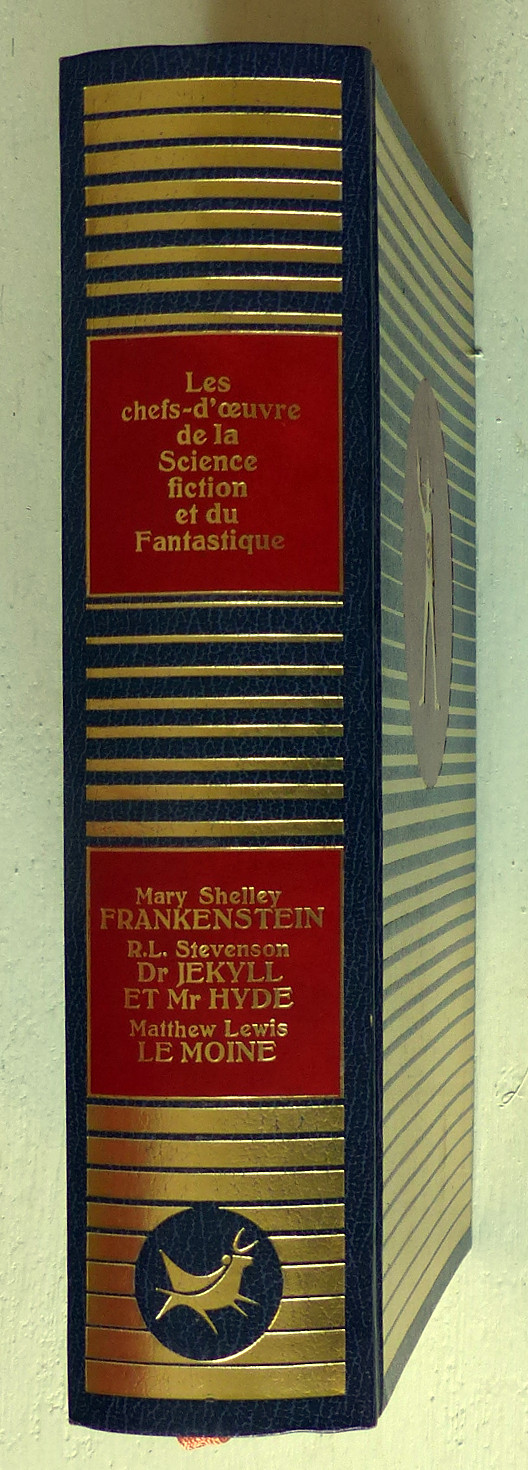 Les
chefs-d'œuvre
de la
Science
fiction
et du
Fantastique
Mary Shelley
FRANKENSTEIN
R.L. Stevenson
Dr JEKYLL
ET Mr HYDE
Matthew Lewis
LE MOINE